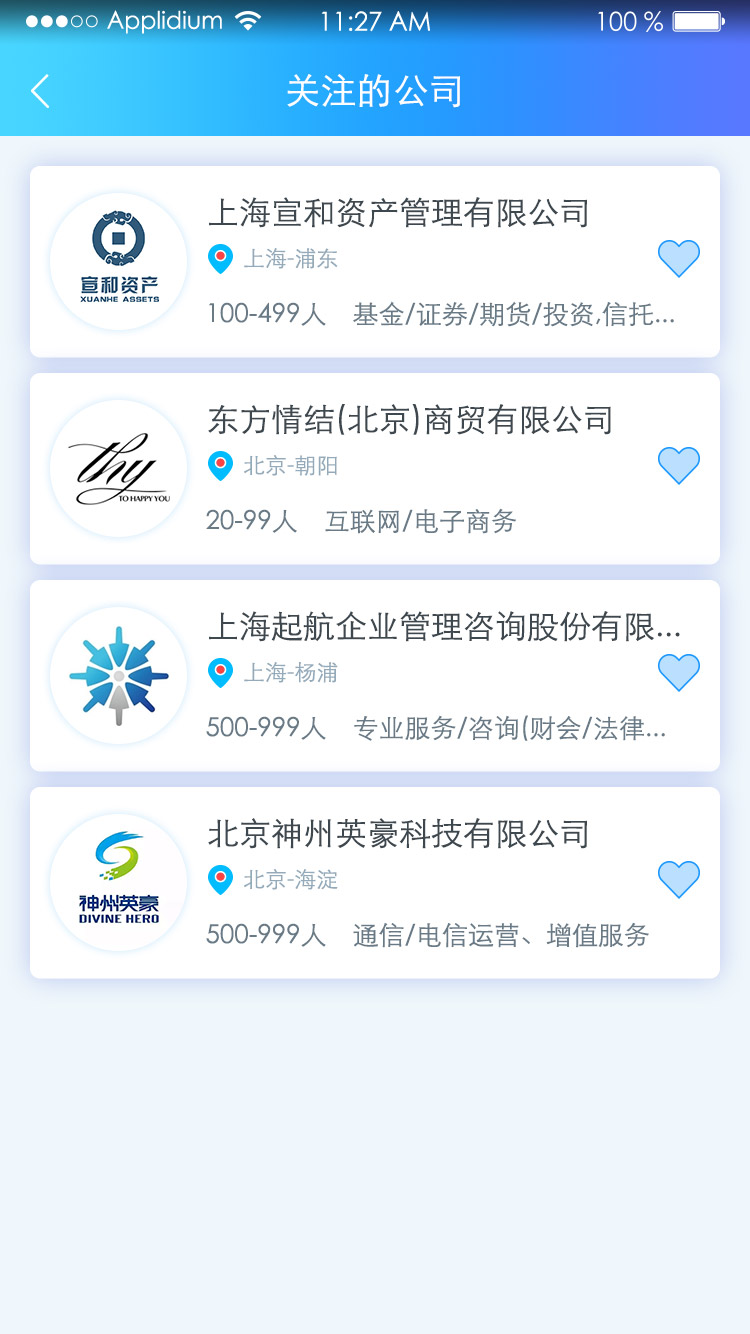 Applidium 11:27 AM 100 %
关注的公司
上海宣和资产管理有限公司
宣和资产
XUANHE ASSETS
上海-浦东
100-499人 基金/证券/期货/投资,信托...
东方情结(北京)商贸有限公司
thy
TO HAPPY YOU
北京-朝阳
20-99人 互联网/电子商务
上海起航企业管理咨询股份有限...
上海-杨浦
500-999人 专业服务/咨询(财会/法律...
北京神州英豪科技有限公司
神州英豪
DIVINE HERO
北京-海淀
500-999人 通信/电信运营、增值服务